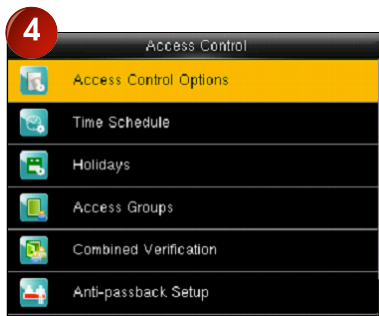 4
Access Control
Access Control Options
Time Schedule
Holidays
Access Groups
Combined Verification
Anti-passback Setup